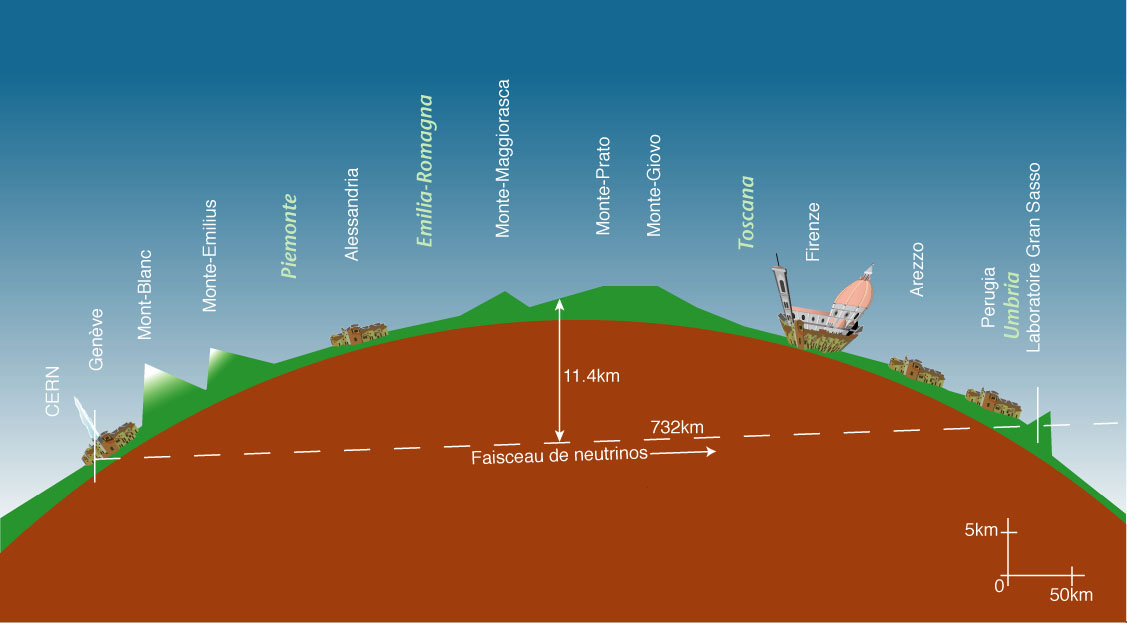 CERN
Genève
Mont-Blanc
Monte-Emilius
Piemonte
Alessandria
Emilia-Romagna
Monte-Maggiorasca
Monte-Prato
Monte-Giovo
Toscana
Firenze
Arezzo
Perugia
Umbria
Laboratoire Gran Sasso
11.4km
732km
Faisceau de neutrinos
5km
0
50km